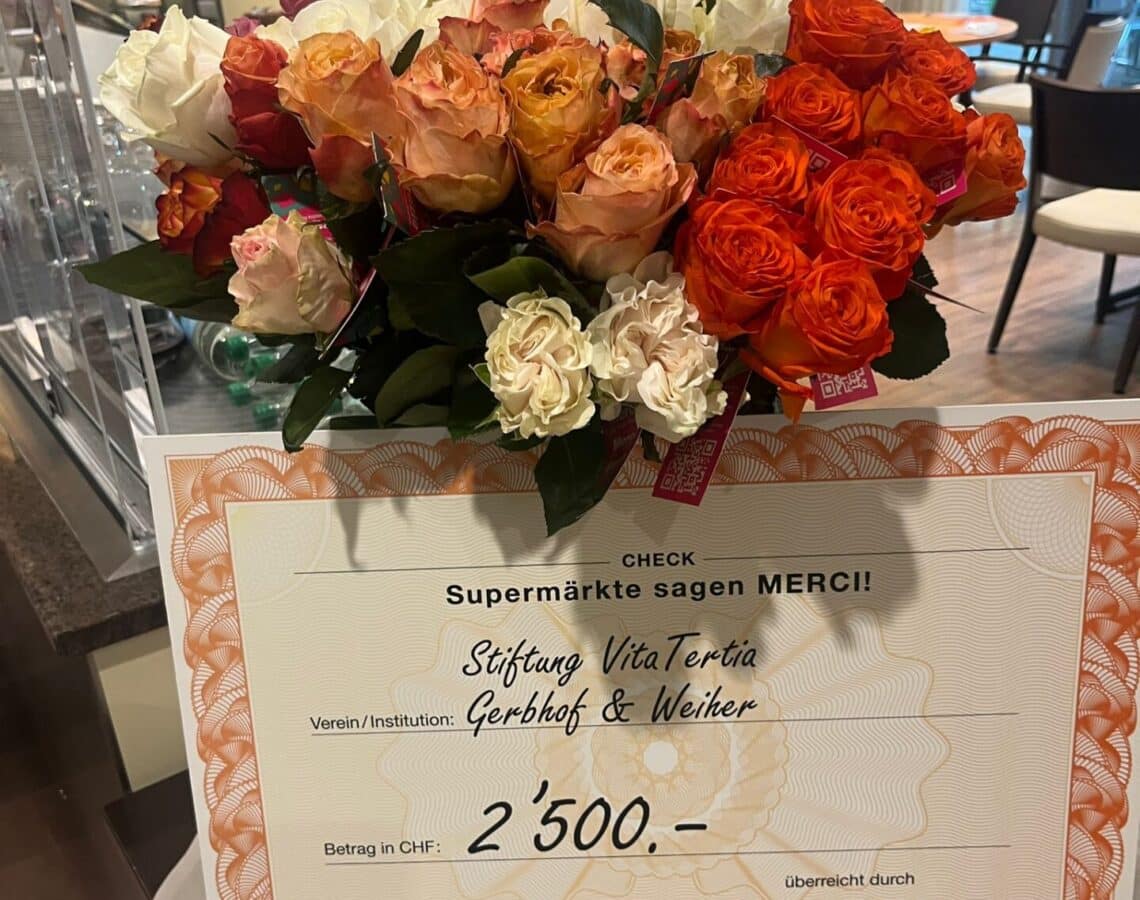 CHECK
Supermärkte sagen MERCI!
Stiftung VitaTertia
Verein/Institution: Gerbhof & Weiher
Betrag in CHF: 2'500.–
überreicht durch